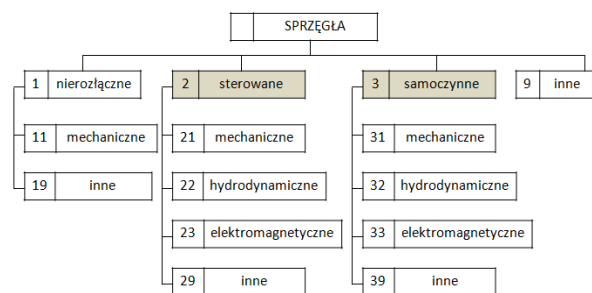 SPRZĘGŁA
1 nierozłączne
2 sterowane
3 samoczynne
9 inne
11 mechaniczne
21 mechaniczne
31 mechaniczne
19 inne
22 hydrodynamiczne
32 hydrodynamiczne
23 elektromagnetyczne
33 elektromagnetyczne
29 inne
39 inne